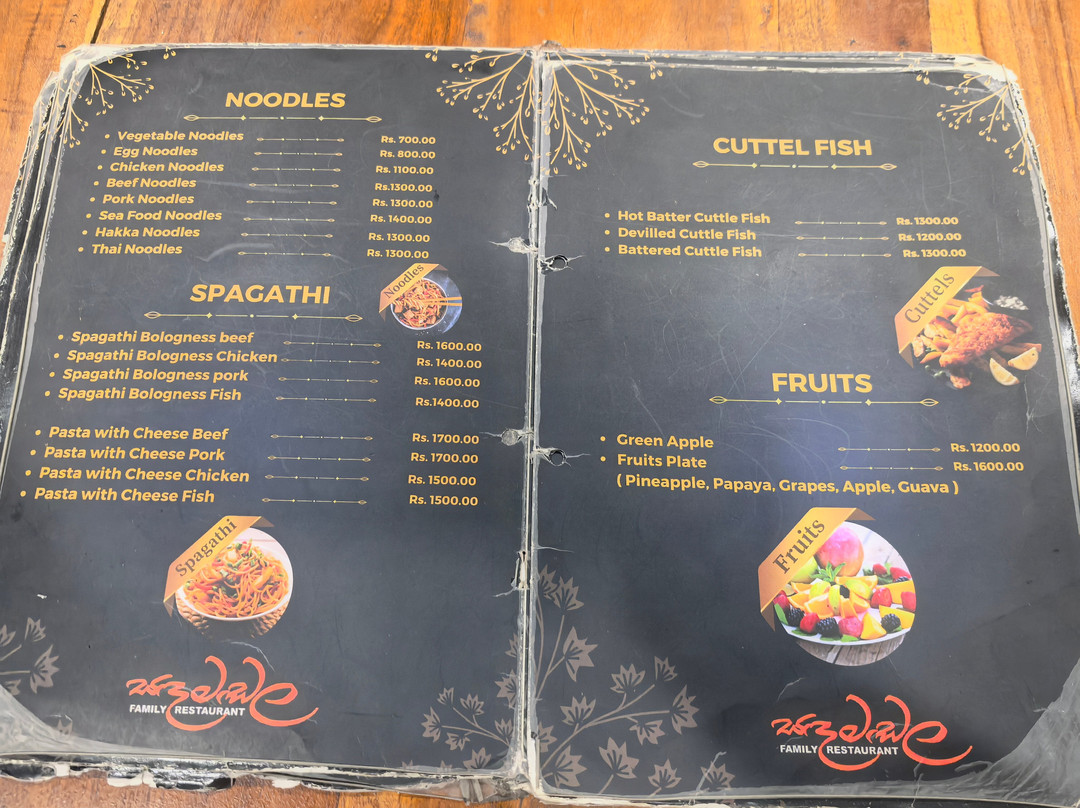 NOODLES
Vegetable Noodles Rs. 700.00
Egg Noodles Rs. 800.00
Chicken Noodles Rs. 1100.00
Beef Noodles Rs.1300.00
Pork Noodles Rs. 1300.00
Sea Food Noodles Rs. 1400.00
Hakka Noodles Rs. 1300.00
Thai Noodles Rs. 1300.00
Noodles
SPAGATHI
Spagathi Bologness beef Rs. 1600.00
Spagathi Bologness Chicken Rs. 1400.00
Spagathi Bologness pork Rs. 1600.00
Spagathi Bologness Fish Rs.1400.00
Pasta with Cheese Beef Rs. 1700.00
Pasta with Cheese Pork Rs. 1700.00
Pasta with Cheese Chicken Rs. 1500.00
Pasta with Cheese Fish Rs. 1500.00
Spagathi
සඳමඬල
FAMILY RESTAURANT
CUTTEL FISH
Hot Batter Cuttle Fish Rs. 1300.00
Devilled Cuttle Fish Rs. 1200.00
Battered Cuttle Fish Rs. 1300.00
Cuttels
FRUITS
Green Apple Rs. 1200.00
Fruits Plate Rs. 1600.00
( Pineapple, Papaya, Grapes, Apple, Guava )
Fruits
සඳමඬල
FAMILY RESTAURANT